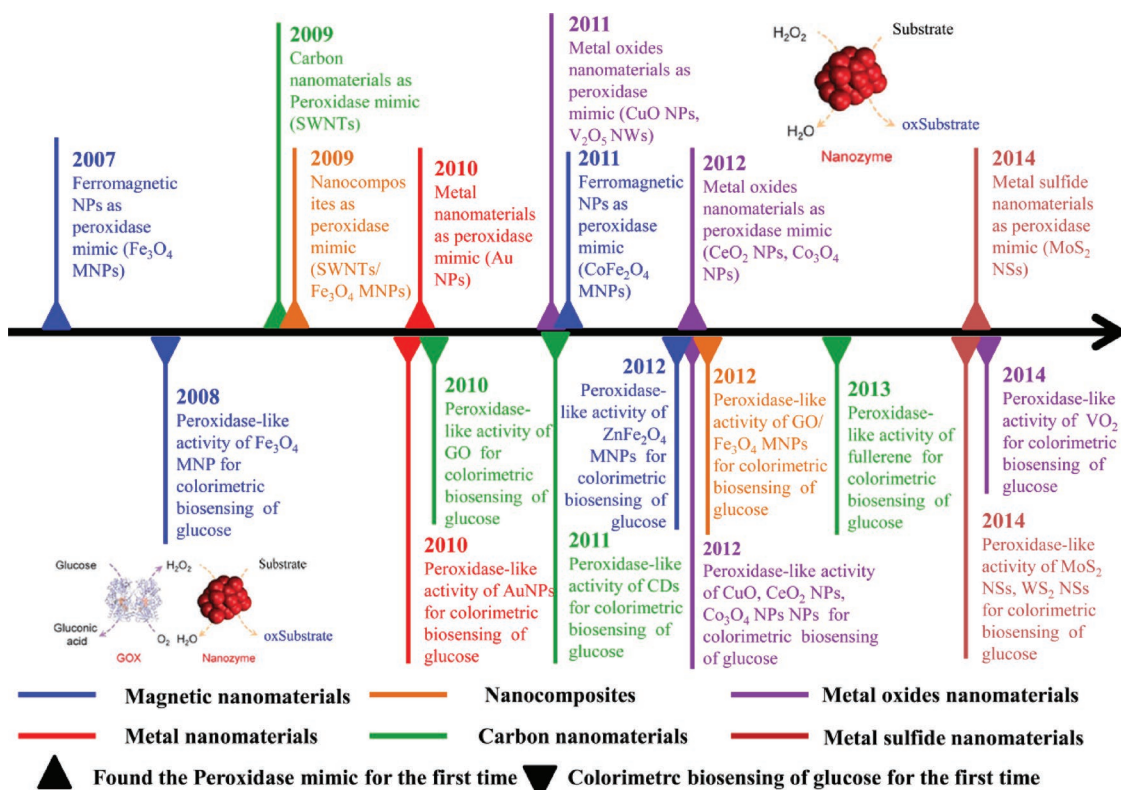 2007
Ferromagnetic
NPs as
peroxidase
mimic (Fe₃O₄
MNPs)
2009
Carbon
nanomaterials as
Peroxidase mimic
(SWNTs)
2009
Nanocompos
ites as
peroxidase
mimic
(SWNTs/
Fe₃O₄ MNPs)
2010
Metal
nanomaterials
as peroxidase
mimic (Au
NPs)
2011
Metal oxides
nanomaterials as
peroxidase
mimic (CuO NPs,
V₂O₅ NWs)
2011
Ferromagnetic
NPs as
peroxidase
mimic
(CoFe₂O₄
MNPs)
2012
Metal oxides
nanomaterials as
peroxidase mimic
(CeO₂ NPs, Co₃O₄
NPs)
H₂O₂
Substrate
H₂O
oxSubstrate
Nanozyme
2014
Metal sulfide
nanomaterials
as peroxidase
mimic (MoS₂
NSs)
2008
Peroxidase-like
activity of Fe₃O₄
MNP for
colorimetric
biosensing of
glucose
2010
Peroxidase-
like activity of
GO for
colorimetric
biosensing of
glucose
2010
Peroxidase-like
activity of AuNPs
for colorimetric
biosensing of
glucose
2011
Peroxidase-like
activity of CDs
for colorimetric
biosensing of
glucose
2012
Peroxidase-
like activity of
ZnFe₂O₄
MNPs for
colorimetric
biosensing of
glucose
2012
Peroxidase-like
activity of GO/
Fe₃O₄ MNPs
for colorimetric
biosensing of
glucose
2012
Peroxidase-like activity
of CuO, CeO₂ NPs,
Co₃O₄ NPs NPs for
colorimetric biosensing
of glucose
2013
Peroxidase-
like activity of
fullerene for
colorimetric
biosensing of
glucose
2014
Peroxidase-like
activity of VO₂
for colorimetric
biosensing of
glucose
2014
Peroxidase-like
activity of MoS₂
NSs, WS₂ NSs
for colorimetric
biosensing of
glucose
Glucose
H₂O₂
Substrate
Gluconic
acid
O₂
H₂O
oxSubstrate
GOX
Nanozyme
Magnetic nanomaterials
Nanocomposites
Metal oxides nanomaterials
Metal nanomaterials
Carbon nanomaterials
Metal sulfide nanomaterials
Found the Peroxidase mimic for the first time
Colorimetrc biosensing of glucose for the first time